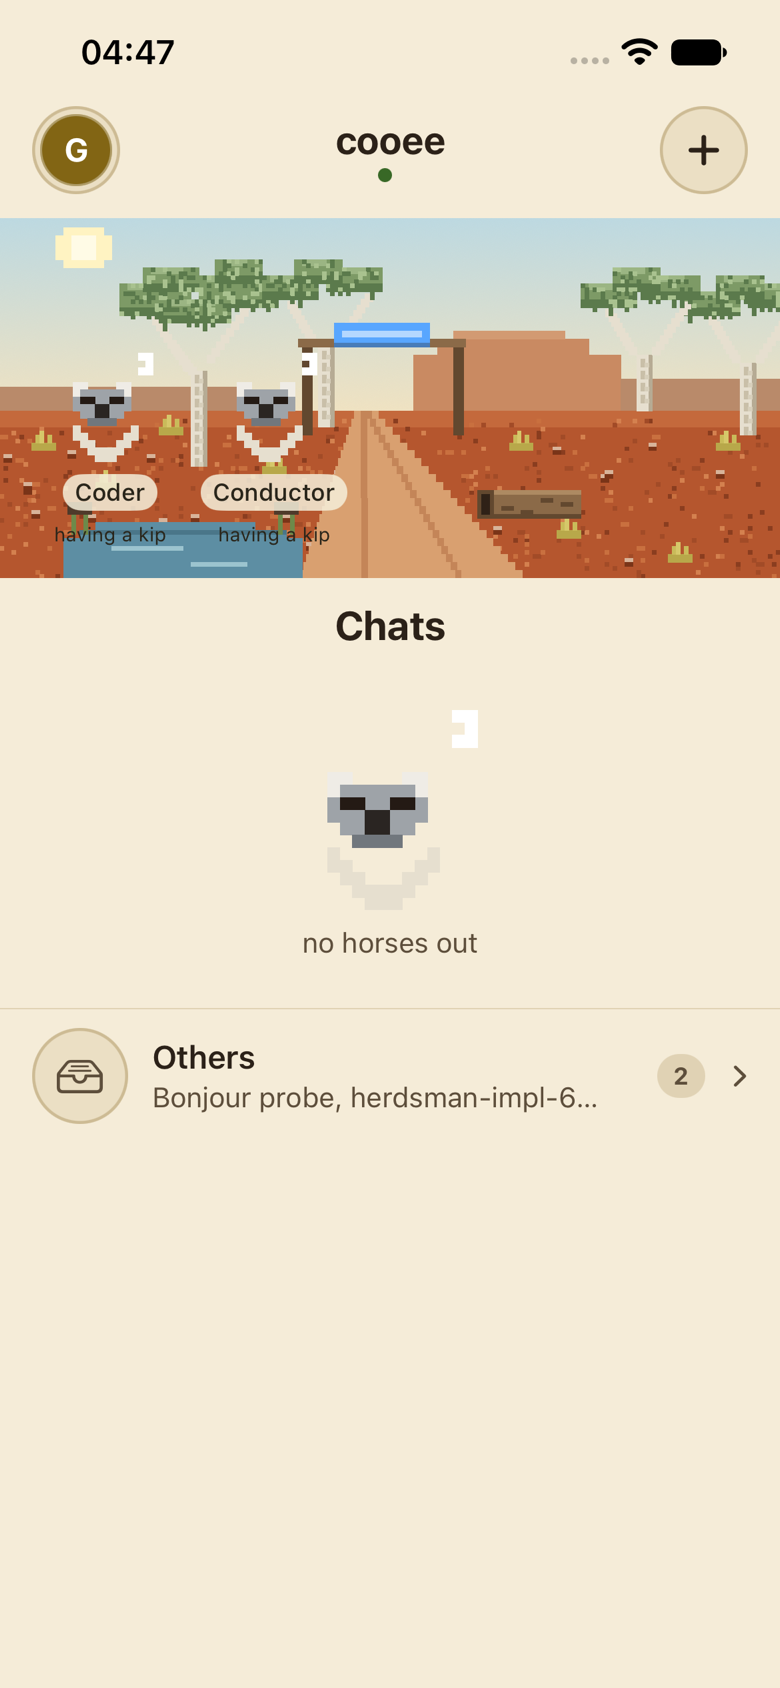 04:47
G
cooee
+
Coder
Conductor
having a kip
having a kip
Chats
no horses out
Others
Bonjour probe, herdsman-impl-6...
2